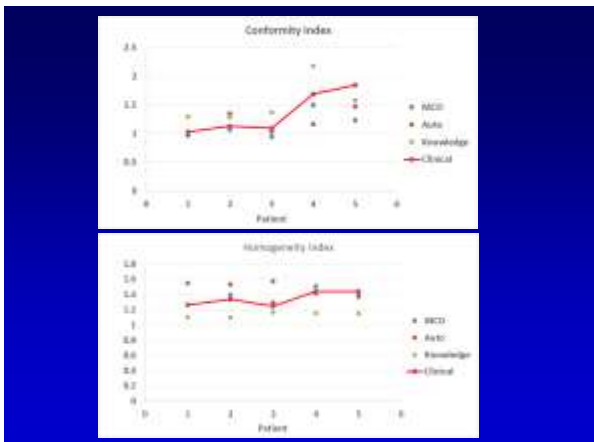 Conformity Index
2.5
2
1.5
1
0.5
0
0 1 2 3 4 5 6
Patient
MCO
Auto
Knowledge
Clinical
Homogeneity Index
1.8
1.6
1.4
1.2
1
0.8
0.6
0.4
0.2
0
0 1 2 3 4 5 6
Patient
MCO
Auto
Knowledge
Clinical